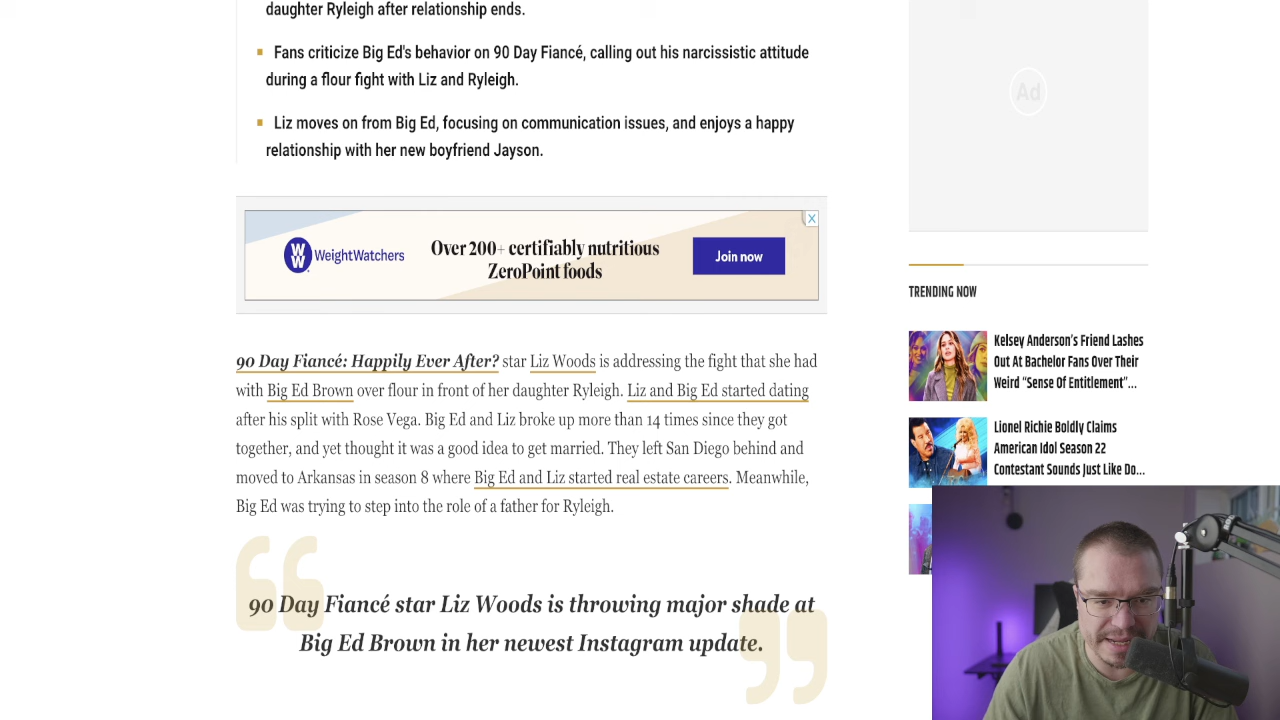 daughter Ryleigh after relationship ends.
Fans criticize Big Ed's behavior on 90 Day Fiancé, calling out his narcissistic attitude
during a flour fight with Liz and Ryleigh.
Liz moves on from Big Ed, focusing on communication issues, and enjoys a happy
relationship with her new boyfriend Jayson.
WW WeightWatchers
Over 200+ certifiably nutritious
ZeroPoint foods
Join now
90 Day Fiancé: Happily Ever After? star Liz Woods is addressing the fight that she had
with Big Ed Brown over flour in front of her daughter Ryleigh. Liz and Big Ed started dating
after his split with Rose Vega. Big Ed and Liz broke up more than 14 times since they got
together, and yet thought it was a good idea to get married. They left San Diego behind and
moved to Arkansas in season 8 where Big Ed and Liz started real estate careers. Meanwhile,
Big Ed was trying to step into the role of a father for Ryleigh.
90 Day Fiancé star Liz Woods is throwing major shade at
Big Ed Brown in her newest Instagram update.
Ad
TRENDING NOW
Kelsey Anderson's Friend Lashes
Out At Bachelor Fans Over Their
Weird "Sense Of Entitlement"...
Lionel Richie Boldly Claims
American Idol Season 22
Contestant Sounds Just Like Do...